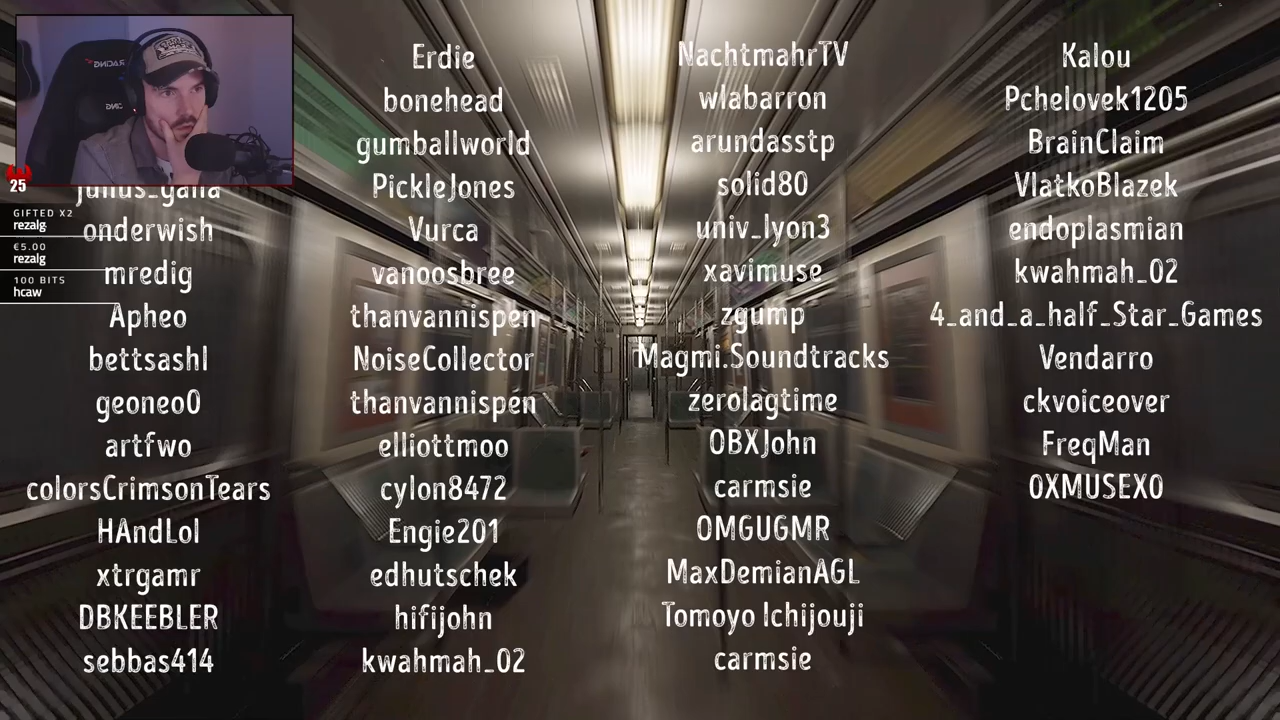 25
GIFTED X2
rezalg
€5.00
rezalg
100 BITS
hcaw
onderwish
mredig
Apheo
bettsashl
geoneo0
artfwo
colorsCrimsonTears
HAndLol
xtrgamr
DBKEEBLER
sebbas414
Erdie
bonehead
gumballworld
PickleJones
Vurca
vanoosbree
thanvannispen
NoiseCollector
thanvannispen
elliottmoo
cylon8472
Engie201
edhutschek
hifijohn
kwahmah_02
NachtmahrTV
wlabarron
arundasstp
solid80
univ_lyon3
xavimuse
zgump
Magmi.Soundtracks
zerolagtime
OBXJohn
carmsie
OMGUGMR
MaxDemianAGL
Tomoyo Ichijouji
carmsie
Kalou
Pchelovek1205
BrainClaim
VlatkoBlazek
endoplasmian
kwahmah_02
4_and_a_half_Star_Games
Vendarro
ckvoiceover
FreqMan
OXMUSEXO